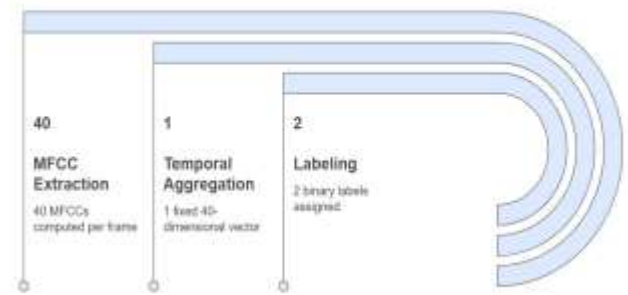 40
MFCC
Extraction
40 MFCCs
computed per frame
1
Temporal
Aggregation
1 fixed 40-
dimensional vector
2
Labeling
2 binary labels
assigned